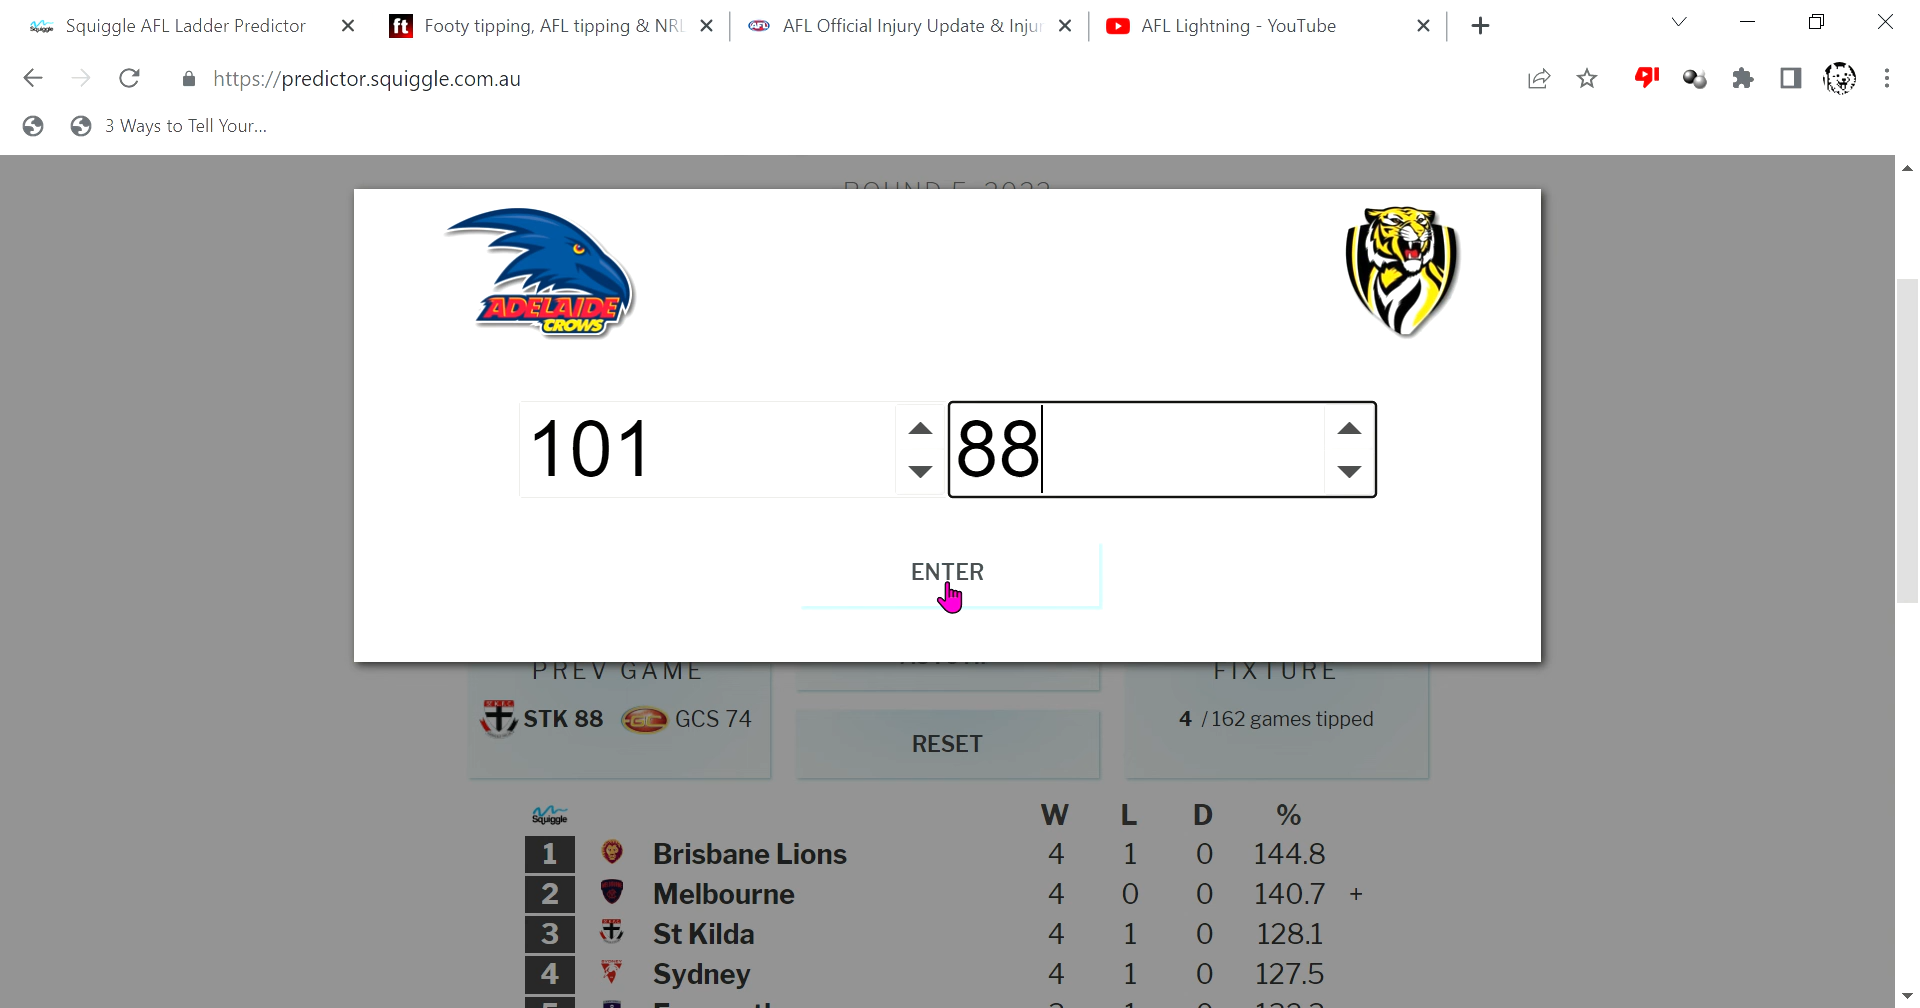 Squiggle AFL Ladder Predictor
Footy tipping, AFL tipping & NRL
AFL Official Injury Update & Injur
AFL Lightning - YouTube
https://predictor.squiggle.com.au
3 Ways to Tell Your...
ADELAIDE
CROWS
101
88
ENTER
PREV GAME
FIXTURE
STK 88 GCS 74
4 / 162 games tipped
RESET
Squiggle W L D %
1 Brisbane Lions 4 1 0 144.8
2 Melbourne 4 0 0 140.7 +
3 St Kilda 4 1 0 128.1
4 Sydney 4 1 0 127.5